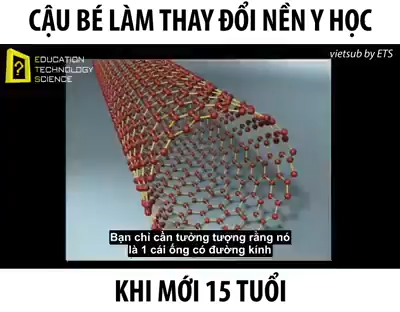 CẬU BÉ LÀM THAY ĐỔI NỀN Y HỌC
?
EDUCATION
TECHNOLOGY
SCIENCE
vietsub by ETS
Bạn chỉ cần tưởng tượng rằng nó
là 1 cái ống có đường kính
KHI MỚI 15 TUỔI